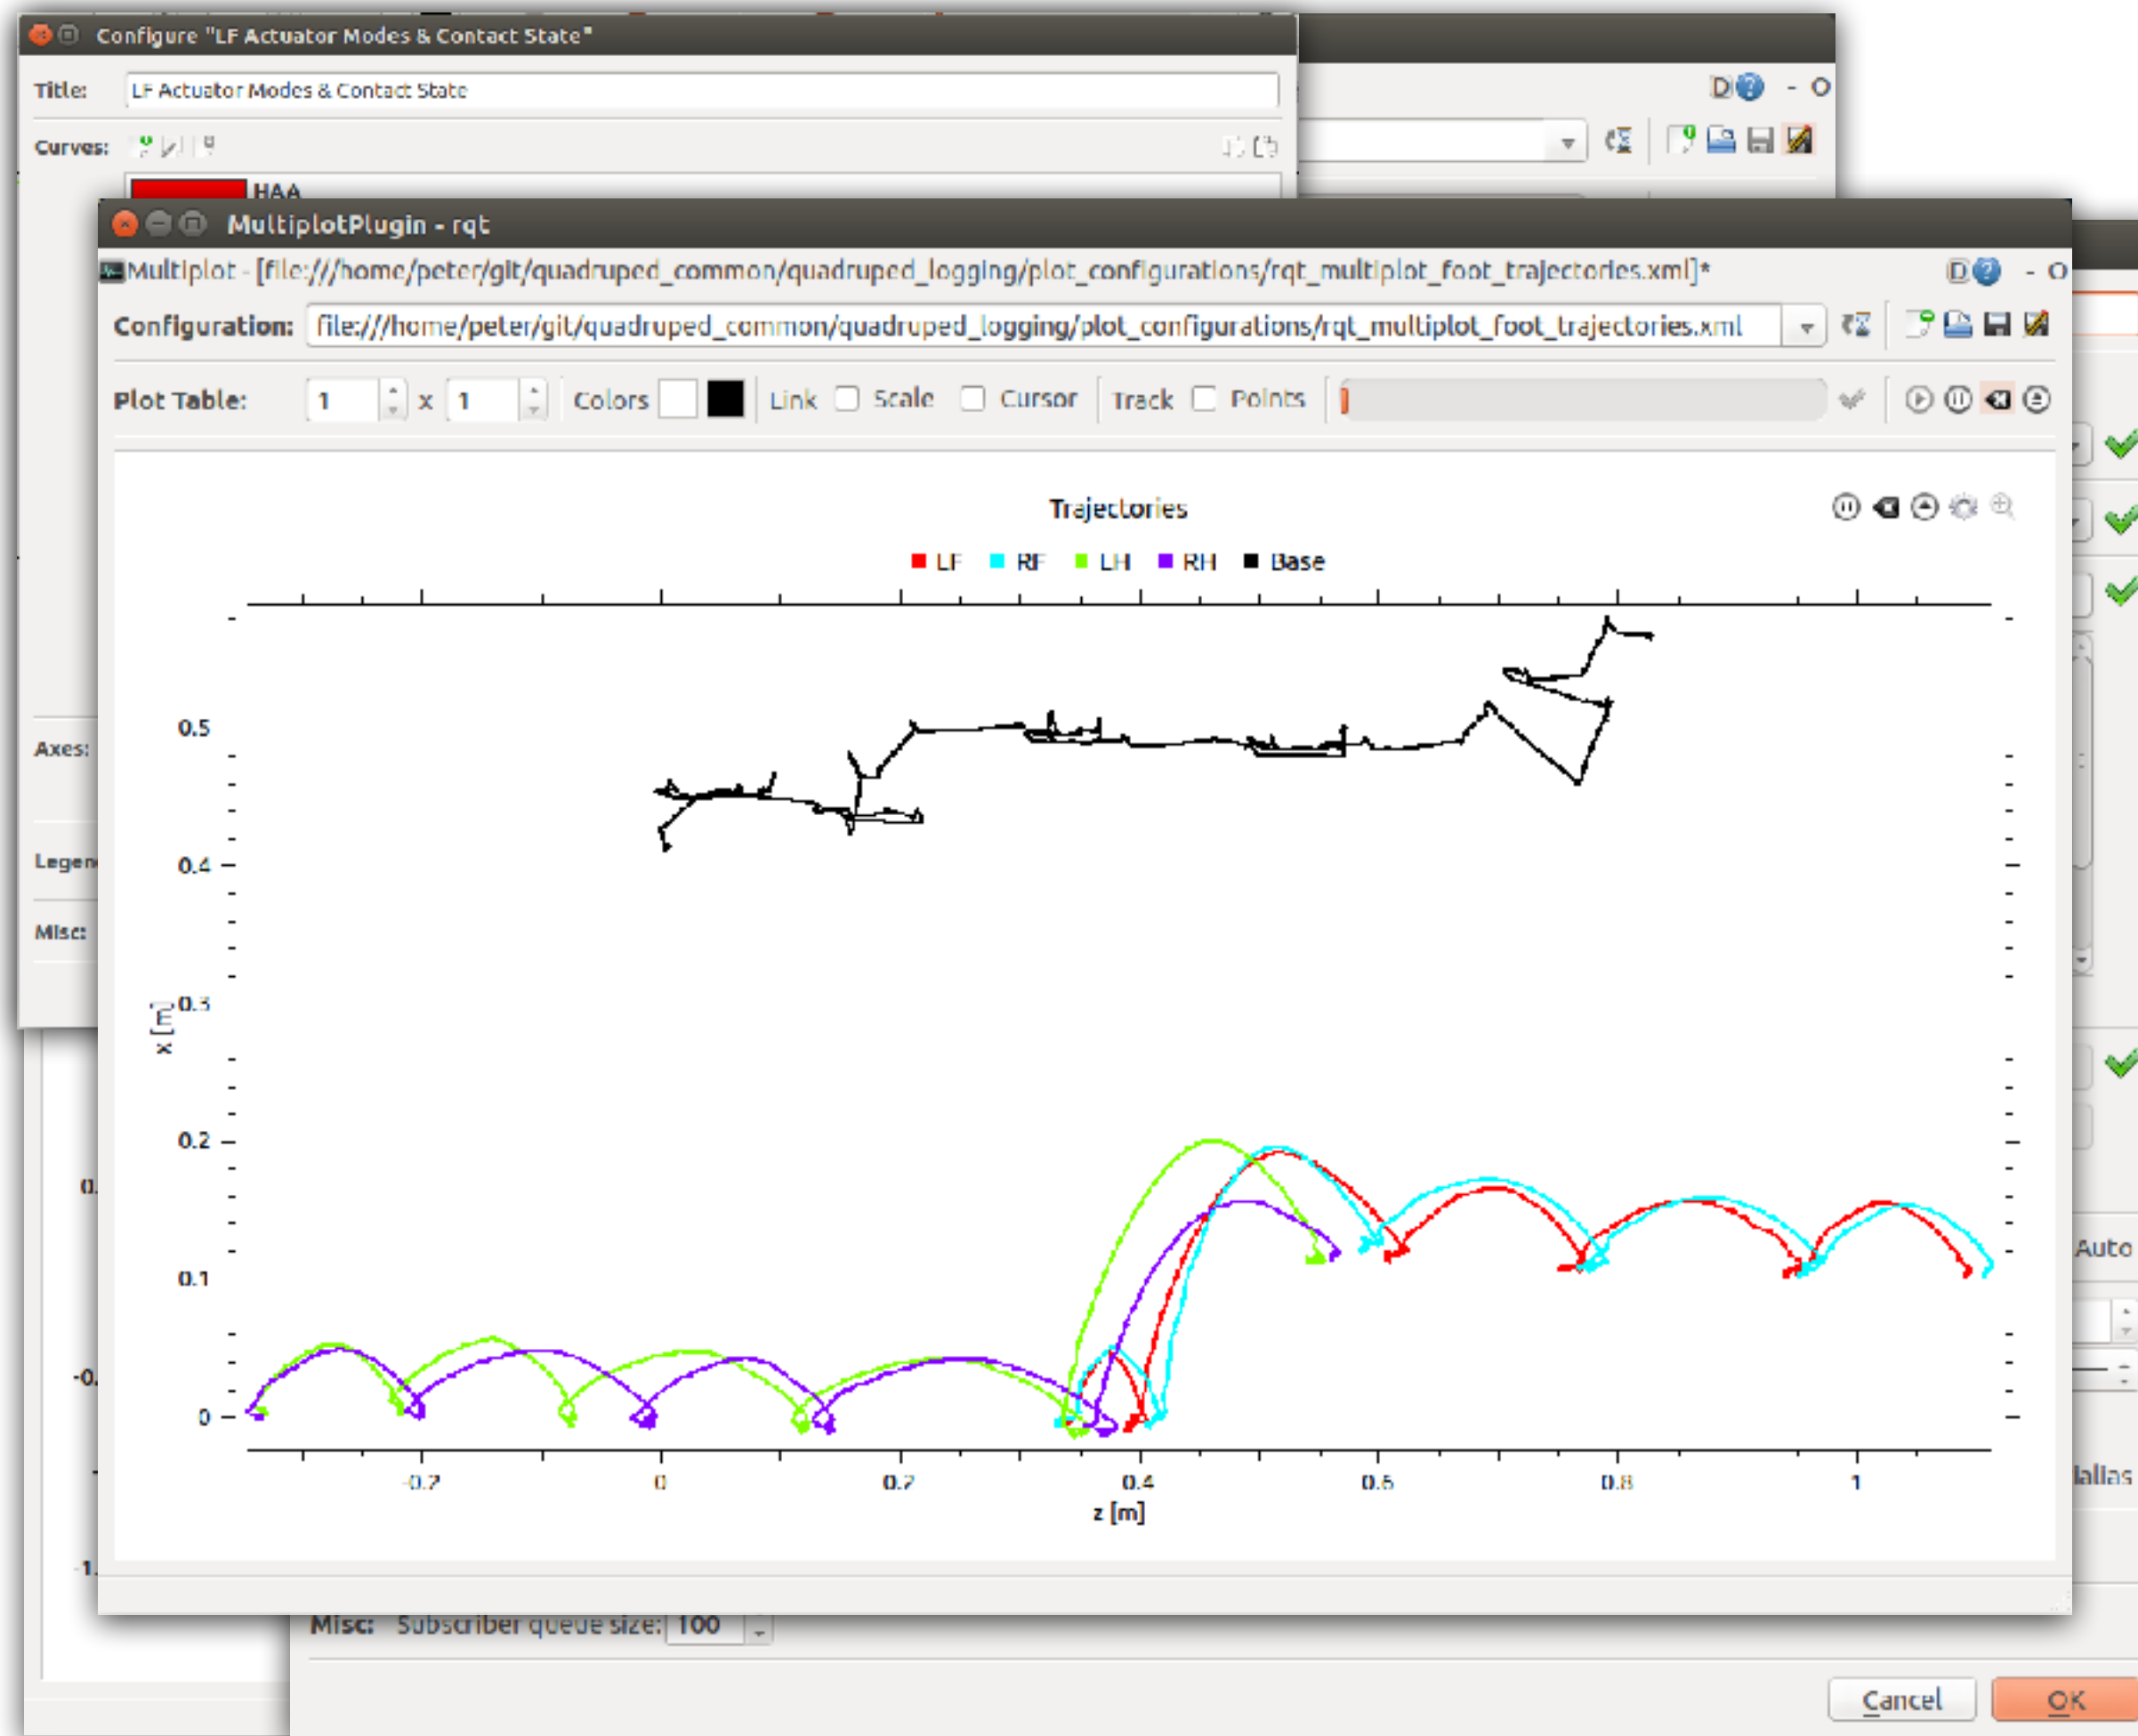 Configure "LF Actuator Modes & Contact State"
Title: LF Actuator Modes & Contact State
D - O
Curves:
HAA
MultiplotPlugin - rqt
Multiplot - [file:///home/peter/git/quadruped_common/quadruped_logging/plot_configurations/rqt_multiplot_foot_trajectories.xml]* D - O
Configuration: file:///home/peter/git/quadruped_common/quadruped_logging/plot_configurations/rqt_multiplot_foot_trajectories.xml
Plot Table: 1 x 1 Colors Link Scale Cursor Track Points
Trajectories
LF RF LH RH Base
0.5
Axes:
0.4
Legen
Misc:
0.3
x [m]
0.2
0.
0.1
Auto
-0.
0
-0.2 0 0.2 0.4 0.6 0.8 1
z [m]
-1.
Misc: Subscriber queue size: 100
Cancel OK